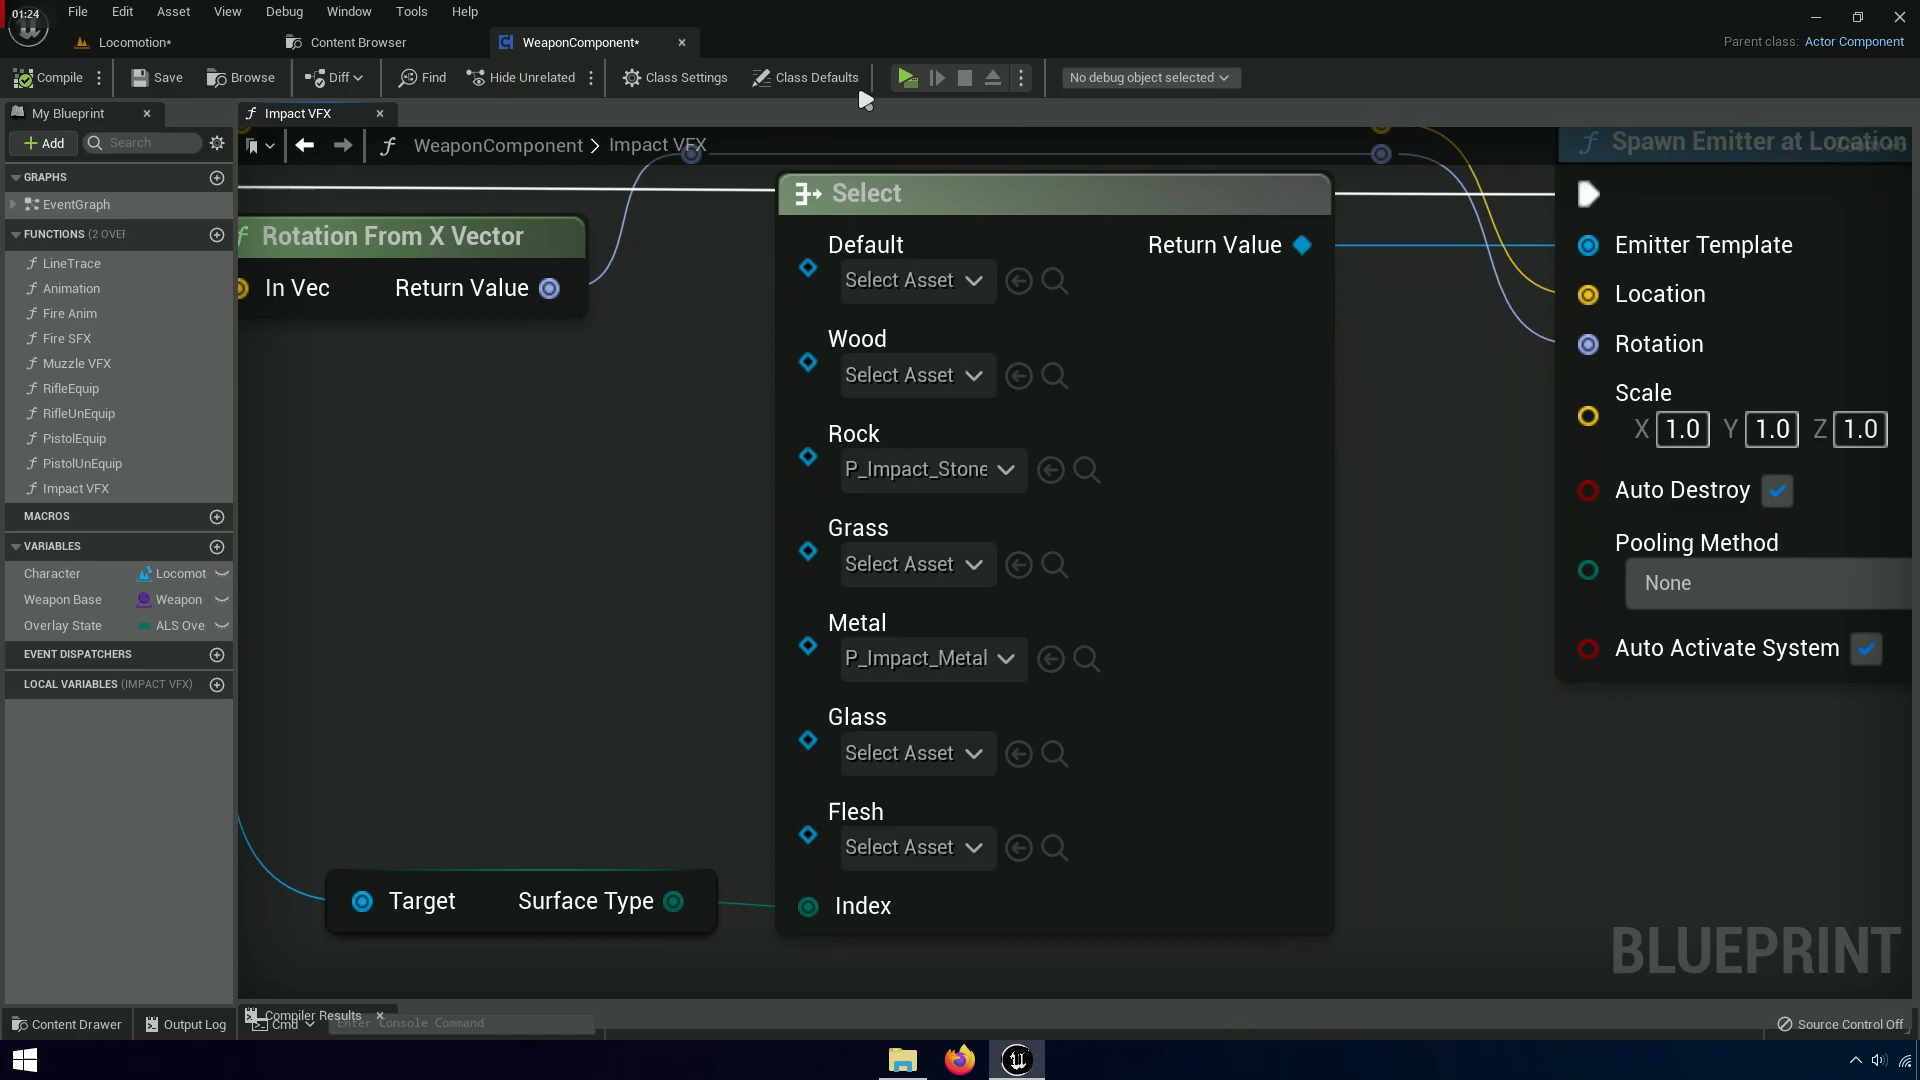 01:24
File Edit Asset View Debug Window Tools Help
Locomotion*
Content Browser
WeaponComponent*
Parent class: Actor Component
Compile
Save
Browse
Diff
Find
Hide Unrelated
Class Settings
Class Defaults
No debug object selected
My Blueprint
Impact VFX
Add
Search
WeaponComponent > Impact VFX
GRAPHS
EventGraph
FUNCTIONS (2 OVER
LineTrace
Animation
Fire Anim
Fire SFX
Muzzle VFX
RifleEquip
RifleUnEquip
PistolEquip
PistolUnEquip
Impact VFX
MACROS
VARIABLES
Character Locomot
Weapon Base Weapon
Overlay State ALS Ove
EVENT DISPATCHERS
LOCAL VARIABLES (IMPACT VFX)
Rotation From X Vector
In Vec Return Value
Target Surface Type
Select
Default Return Value
Select Asset
Wood
Select Asset
Rock
P_Impact_Stone
Grass
Select Asset
Metal
P_Impact_Metal
Glass
Select Asset
Flesh
Select Asset
Index
Spawn Emitter at Location
Emitter Template
Location
Rotation
Scale
X 1.0 Y 1.0 Z 1.0
Auto Destroy
Pooling Method
None
Auto Activate System
BLUEPRINT
Compiler Results
Content Drawer
Output Log
Cmd
Enter Console Command
Source Control Off